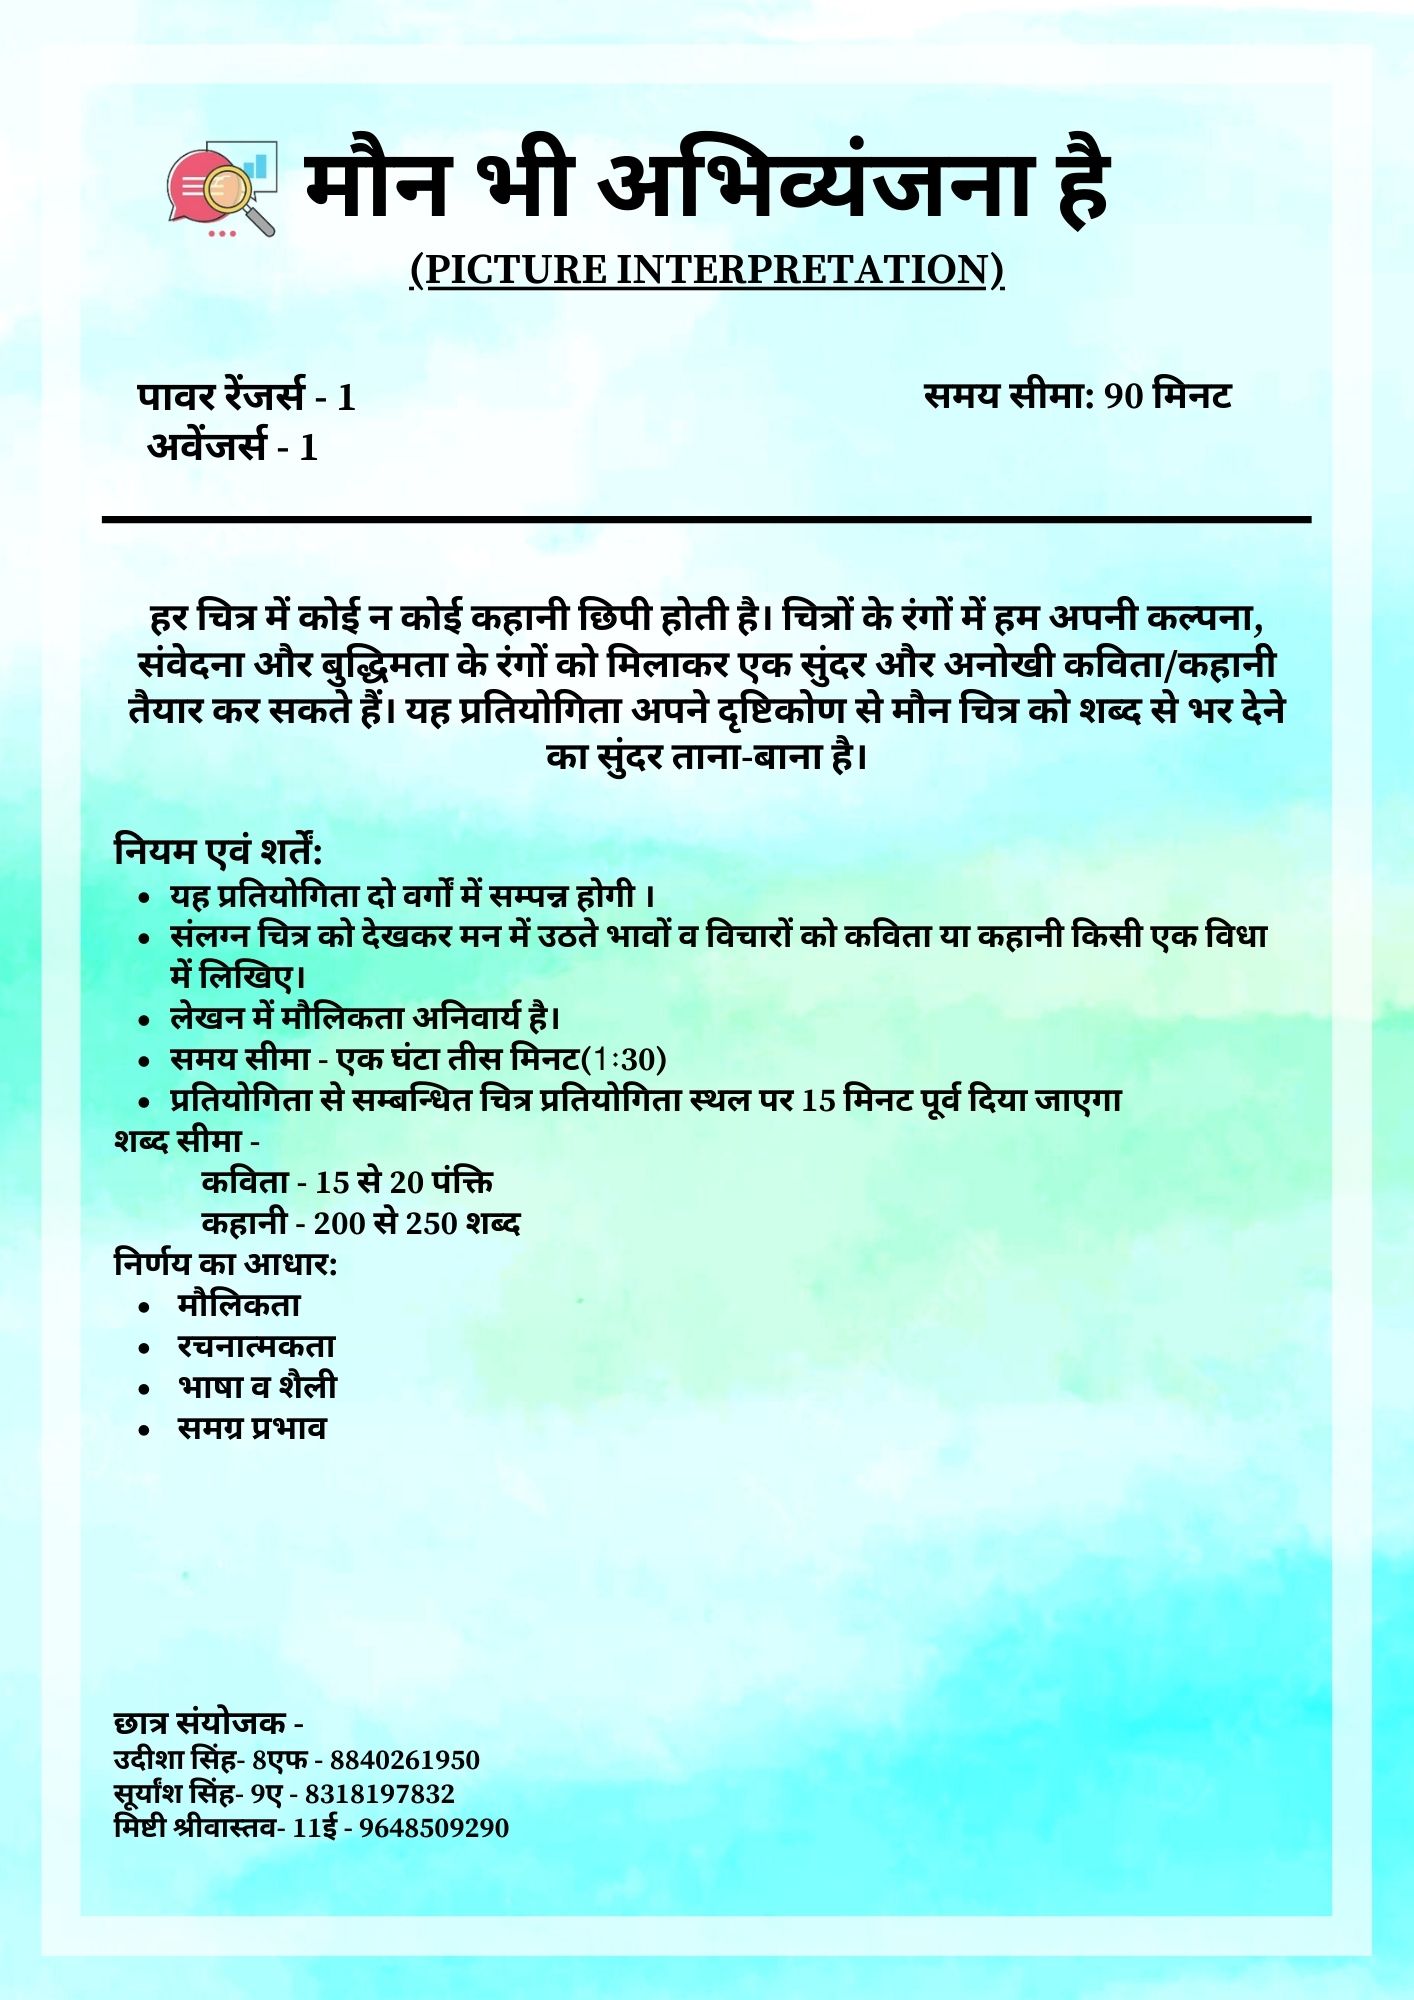 मौन भी अभिव्यंजना है
(PICTURE INTERPRETATION)
पावर रेंजर्स - 1
समय सीमा: 90 मिनट
अवेंजर्स - 1
हर चित्र में कोई न कोई कहानी छिपी होती है। चित्रों के रंगों में हम अपनी कल्पना,
संवेदना और बुद्धिमता के रंगों को मिलाकर एक सुंदर और अनोखी कविता/कहानी
तैयार कर सकते हैं। यह प्रतियोगिता अपने दृष्टिकोण से मौन चित्र को शब्द से भर देने
का सुंदर ताना-बाना है।
नियम एवं शर्तें:
• यह प्रतियोगिता दो वर्गों में सम्पन्न होगी ।
• संलग्न चित्र को देखकर मन में उठते भावों व विचारों को कविता या कहानी किसी एक विधा
में लिखिए।
• लेखन में मौलिकता अनिवार्य है।
• समय सीमा - एक घंटा तीस मिनट(1:30)
• प्रतियोगिता से सम्बन्धित चित्र प्रतियोगिता स्थल पर 15 मिनट पूर्व दिया जाएगा
शब्द सीमा -
कविता - 15 से 20 पंक्ति
कहानी - 200 से 250 शब्द
निर्णय का आधार:
• मौलिकता
• रचनात्मकता
• भाषा व शैली
• समग्र प्रभाव
छात्र संयोजक -
उदीशा सिंह- 8एफ - 8840261950
सूर्यांश सिंह- 9ए - 8318197832
मिष्टी श्रीवास्तव- 11ई - 9648509290